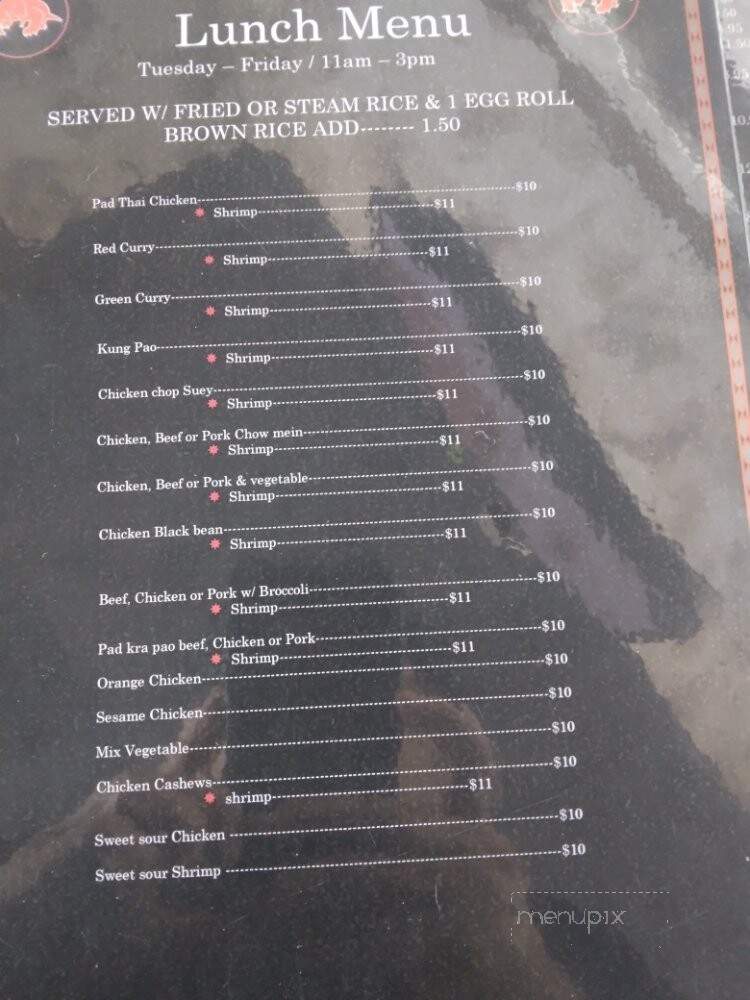 Lunch Menu
Tuesday – Friday / 11am – 3pm
SERVED W/ FRIED OR STEAM RICE & 1 EGG ROLL
BROWN RICE ADD-------- 1.50
Pad Thai Chicken----------$10
Shrimp----------$11
Red Curry----------$10
Shrimp----------$11
Green Curry----------$10
Shrimp----------$11
Kung Pao----------$10
Shrimp----------$11
Chicken chop Suey----------$10
Shrimp----------$11
Chicken, Beef or Pork Chow mein----------$10
Shrimp----------$11
Chicken, Beef or Pork & vegetable----------$10
Shrimp----------$11
Chicken Black bean----------$10
Shrimp----------$11
Beef, Chicken or Pork w/ Broccoli----------$10
Shrimp----------$11
Pad kra pao beef, Chicken or Pork----------$10
Shrimp----------$11
Orange Chicken----------$10
Sesame Chicken----------$10
Mix Vegetable----------$10
Chicken Cashews----------$10
shrimp----------$11
Sweet sour Chicken ----------$10
Sweet sour Shrimp ----------$10
menupix